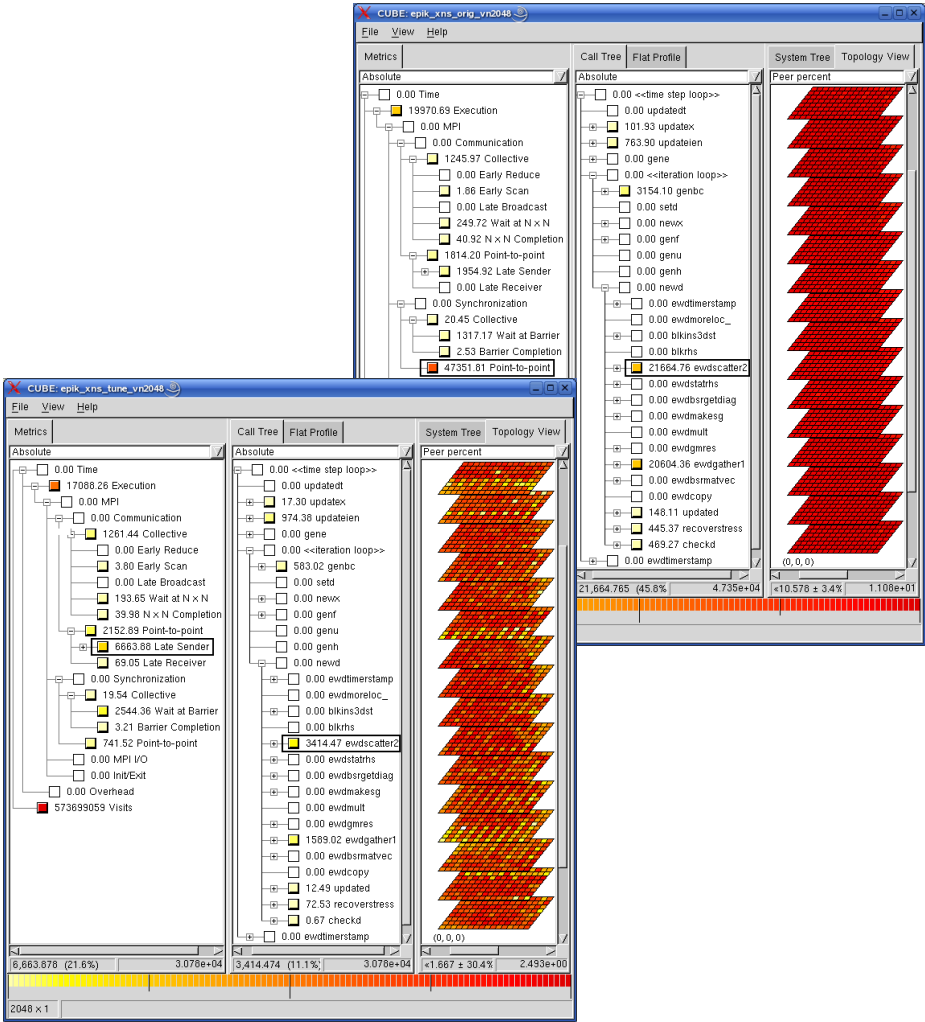 CUBE: epik_xns_orig_vn2048
File View Help
Metrics
Absolute
0.00 Time
19970.69 Execution
0.00 MPI
0.00 Communication
1245.97 Collective
0.00 Early Reduce
1.86 Early Scan
0.00 Late Broadcast
249.72 Wait at N × N
40.92 N × N Completion
1814.20 Point-to-point
1954.92 Late Sender
0.00 Late Receiver
0.00 Synchronization
20.45 Collective
1317.17 Wait at Barrier
2.53 Barrier Completion
47351.81 Point-to-point
Call Tree Flat Profile
Absolute
0.00 <<time step loop>>
0.00 updatedt
101.93 updatex
763.90 updateien
0.00 gene
0.00 <<iteration loop>>
3154.10 genbc
0.00 setd
0.00 newx
0.00 genf
0.00 genu
0.00 genh
0.00 newd
0.00 ewdtimerstamp
0.00 ewdmoreloc_
0.00 blkins3dst
0.00 blkrhs
21664.76 ewdscatter2
0.00 ewdstatrhs
0.00 ewdbsrgetdiag
0.00 ewdmakesg
0.00 ewdmult
0.00 ewdgmres
20604.36 ewdgather1
0.00 ewdbsrmatvec
0.00 ewdcopy
148.11 updated
445.37 recoverstress
469.27 checkd
0.00 ewdtimerstamp
21,664.765 (45.8% 4.735e+04
System Tree Topology View
Peer percent
(0, 0, 0)
<10.578 ± 3.4% 1.108e+01
CUBE: epik_xns_tune_vn2048
File View Help
Metrics
Absolute
0.00 Time
17088.26 Execution
0.00 MPI
0.00 Communication
1261.44 Collective
0.00 Early Reduce
3.80 Early Scan
0.00 Late Broadcast
193.65 Wait at N × N
39.98 N × N Completion
2152.89 Point-to-point
6663.88 Late Sender
69.05 Late Receiver
0.00 Synchronization
19.54 Collective
2544.36 Wait at Barrier
3.21 Barrier Completion
741.52 Point-to-point
0.00 MPI I/O
0.00 Init/Exit
0.00 Overhead
573699059 Visits
6,663.878 (21.6%) 3.078e+04
Call Tree Flat Profile
Absolute
0.00 <<time step loop>>
0.00 updatedt
17.30 updatex
974.38 updateien
0.00 gene
0.00 <<iteration loop>>
583.02 genbc
0.00 setd
0.00 newx
0.00 genf
0.00 genu
0.00 genh
0.00 newd
0.00 ewdtimerstamp
0.00 ewdmoreloc_
0.00 blkins3dst
0.00 blkrhs
3414.47 ewdscatter2
0.00 ewdstatrhs
0.00 ewdbsrgetdiag
0.00 ewdmakesg
0.00 ewdmult
0.00 ewdgmres
1589.02 ewdgather1
0.00 ewdbsrmatvec
0.00 ewdcopy
12.49 updated
72.53 recoverstress
0.67 checkd
0.00 ewdtimerstamp
3,414.474 (11.1% 3.078e+04
System Tree Topology View
Peer percent
(0, 0, 0)
<1.667 ± 30.4% 2.493e+00
2048 × 1